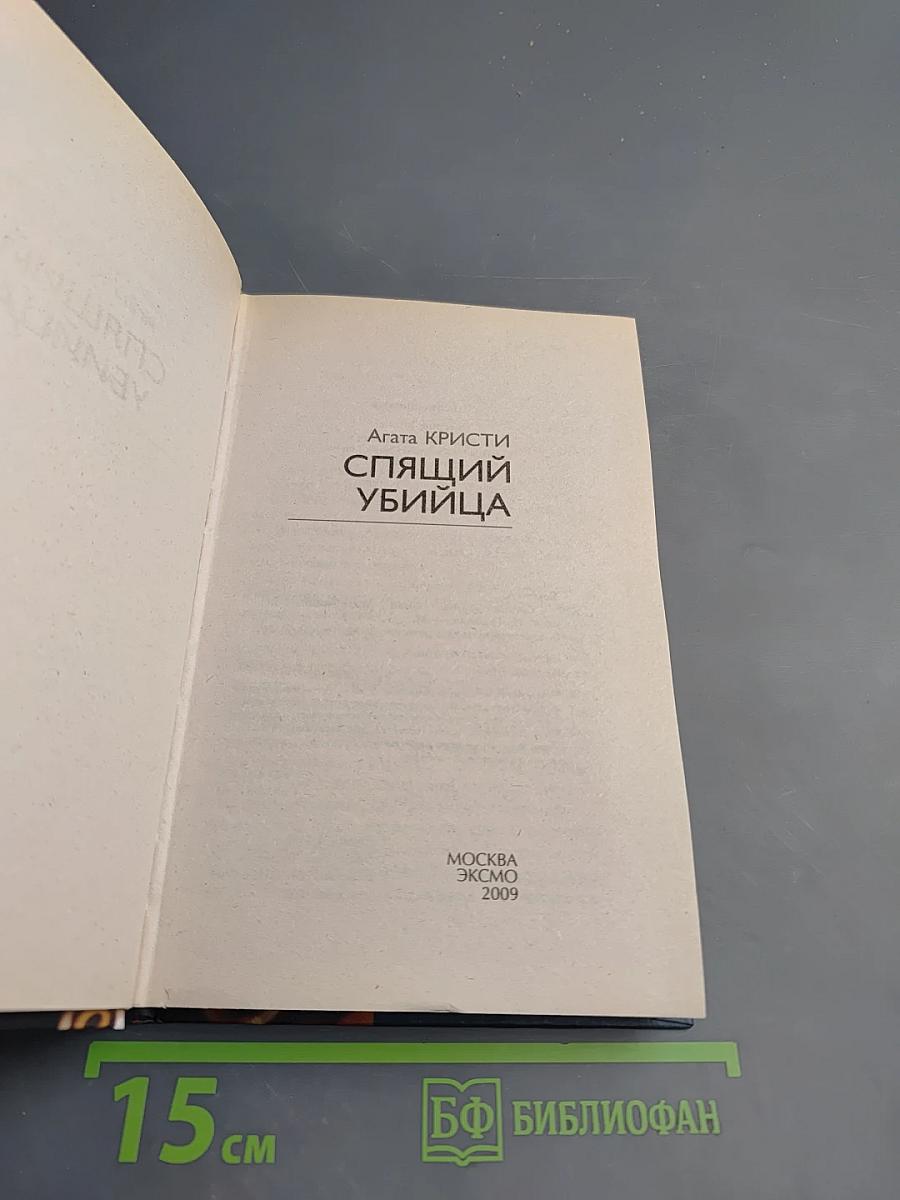 Агата КРИСТИ
СПЯЩИЙ
УБИЙЦА
МОСКВА
ЭКСМО
2009
15 см
БФ БИБЛИОФАН